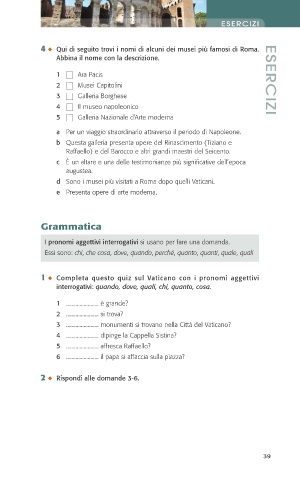 ESERCIZI
ESERCIZI
4 ◆ Qui di seguito trovi i nomi di alcuni dei musei più famosi di Roma.
Abbina il nome con la descrizione.
1 □ Ara Pacis
2 □ Musei Capitolini
3 □ Galleria Borghese
4 □ Il museo napoleonico
5 □ Galleria Nazionale d'Arte moderna
a Per un viaggio straordinario attraverso il periodo di Napoleone.
b Questa galleria presenta opere del Rinascimento (Tiziano e
Raffaello) e del Barocco e altri grandi maestri del Seicento.
c È un altare e una delle testimonianze più significative dell'epoca
augustea.
d Sono i musei più visitati a Roma dopo quelli Vaticani.
e Presenta opere di arte moderna.
Grammatica
I pronomi aggettivi interrogativi si usano per fare una domanda.
Essi sono: chi, che cosa, dove, quando, perché, quanto, quanti, quale, quali
1 ◆ Completa questo quiz sul Vaticano con i pronomi aggettivi
interrogativi: quando, dove, quali, chi, quanto, cosa.
1 .................... è grande?
2 .................... si trova?
3 .................... monumenti si trovano nella Città del Vaticano?
4 .................... dipinge la Cappella Sistina?
5 .................... affresca Raffaello?
6 .................... il papa si affaccia sulla piazza?
2 ◆ Rispondi alle domande 3-6.
39